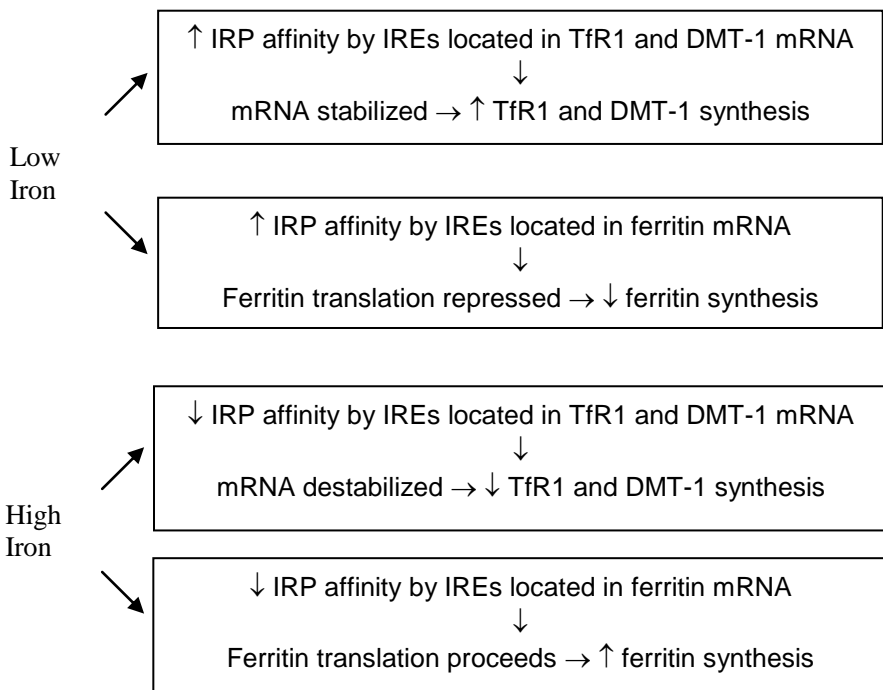 ↑ IRP affinity by IREs located in TfR1 and DMT-1 mRNA
↓
mRNA stabilized → ↑ TfR1 and DMT-1 synthesis
Low
Iron
↑ IRP affinity by IREs located in ferritin mRNA
↓
Ferritin translation repressed → ↓ ferritin synthesis
↓ IRP affinity by IREs located in TfR1 and DMT-1 mRNA
↓
mRNA destabilized → ↓ TfR1 and DMT-1 synthesis
High
Iron
↓ IRP affinity by IREs located in ferritin mRNA
↓
Ferritin translation proceeds → ↑ ferritin synthesis